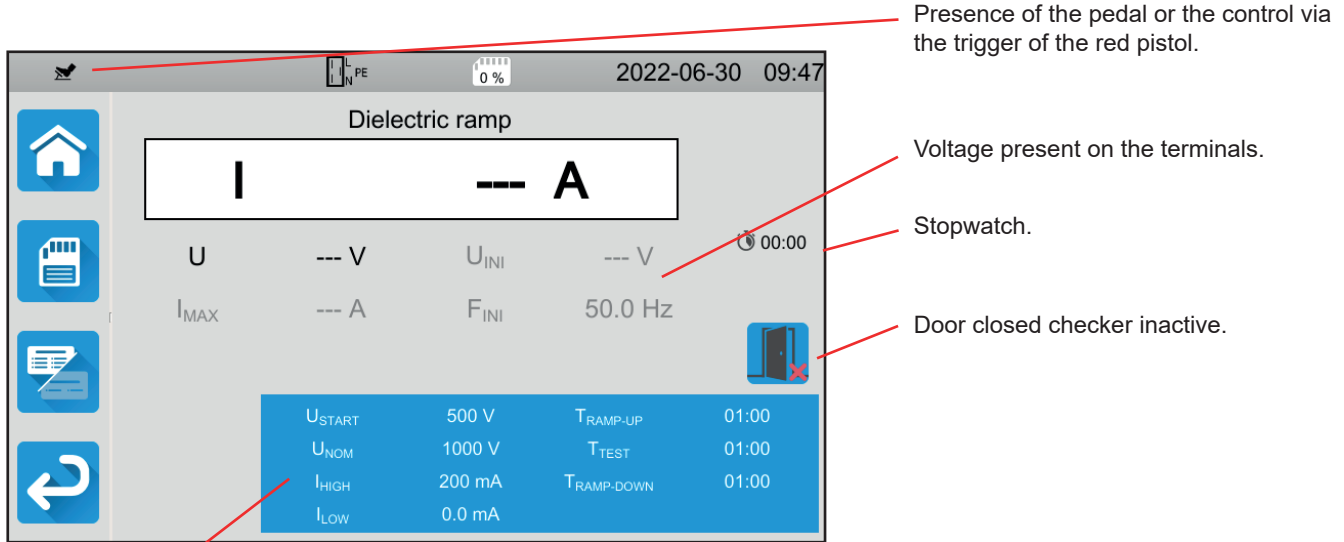 Presence of the pedal or the control via
the trigger of the red pistol.
L
N PE
0 %
2022-06-30 09:47
Dielectric ramp
I --- A
Voltage present on the terminals.
Stopwatch.
00:00
U --- V UINI --- V
IMAX --- A FINI 50.0 Hz
Door closed checker inactive.
USTART 500 V TRAMP-UP 01:00
UNOM 1000 V TTEST 01:00
IHIGH 200 mA TRAMP-DOWN 01:00
ILOW 0.0 mA